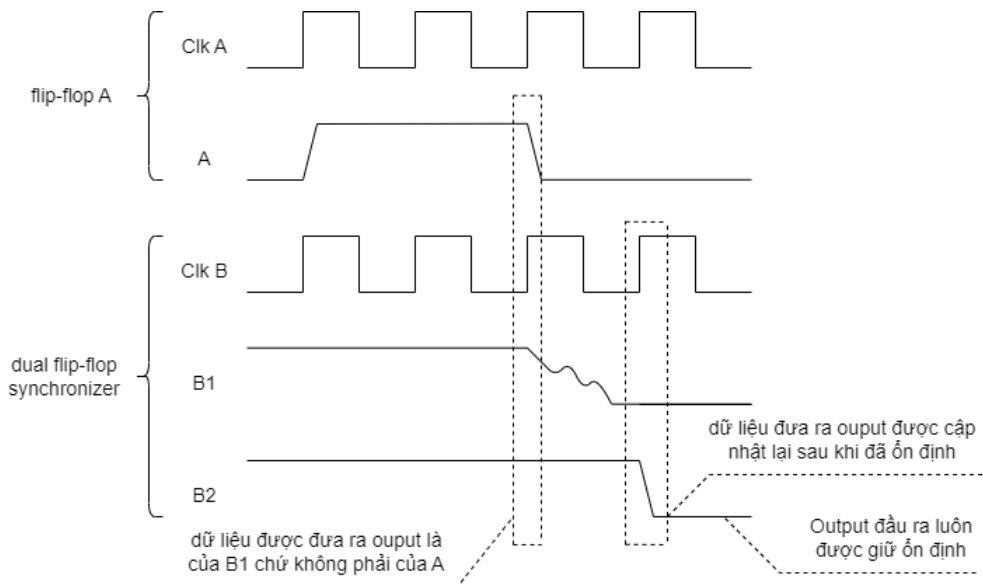 Clk A
flip-flop A
A
Clk B
dual flip-flop
synchronizer
B1
dữ liệu đưa ra ouput được cập
nhật lại sau khi đã ổn định
B2
Output đầu ra luôn
được giữ ổn định
dữ liệu được đưa ra ouput là
của B1 chứ không phải của A